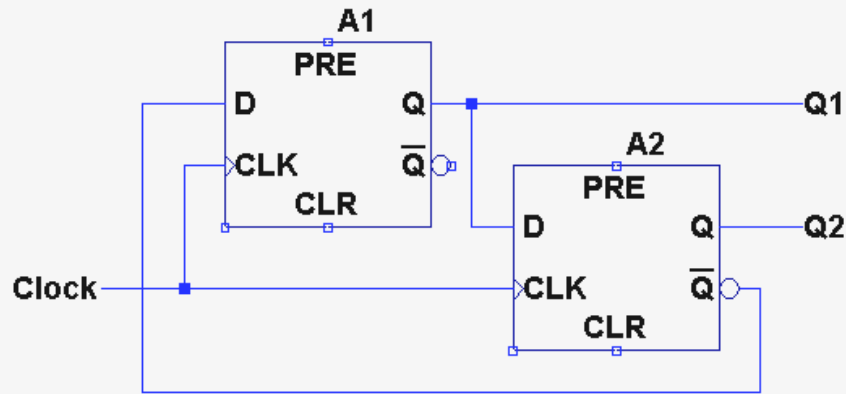 A1
PRE
D Q Q1
CLK Q̅
A2
PRE
CLR
D Q Q2
Clock
CLK Q̅
CLR